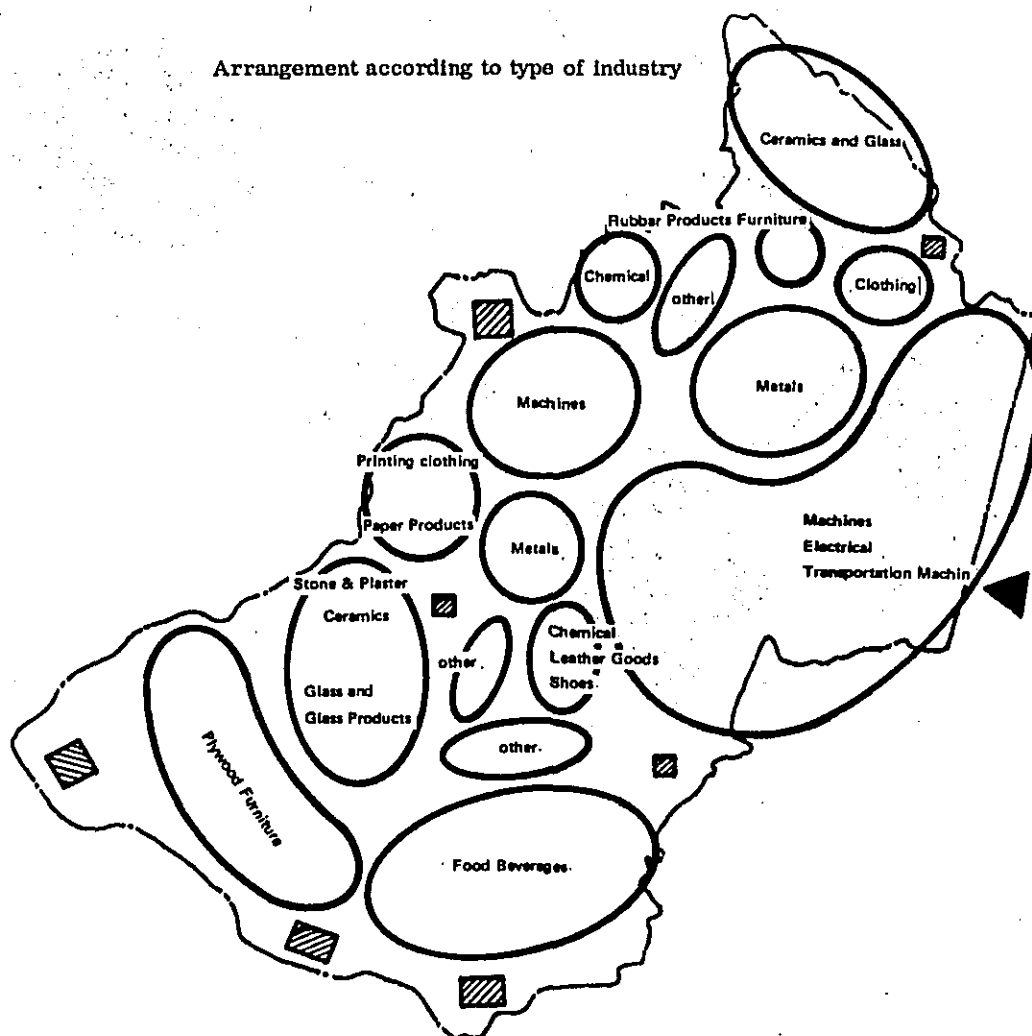 Arrangement according to type of industry
Ceramics and Glass
Rubbar Products Furniture
Chemical
other
Clothing
Metals
Machines
Printing clothing
Paper Products
Metals
Machines
Electrical
Transportation Machin
Stone & Plaster
Ceramics
Glass and
Glass Products
other
Chemical
Leather Goods
Shoes
other
Plywood Furniture
Food Beverages